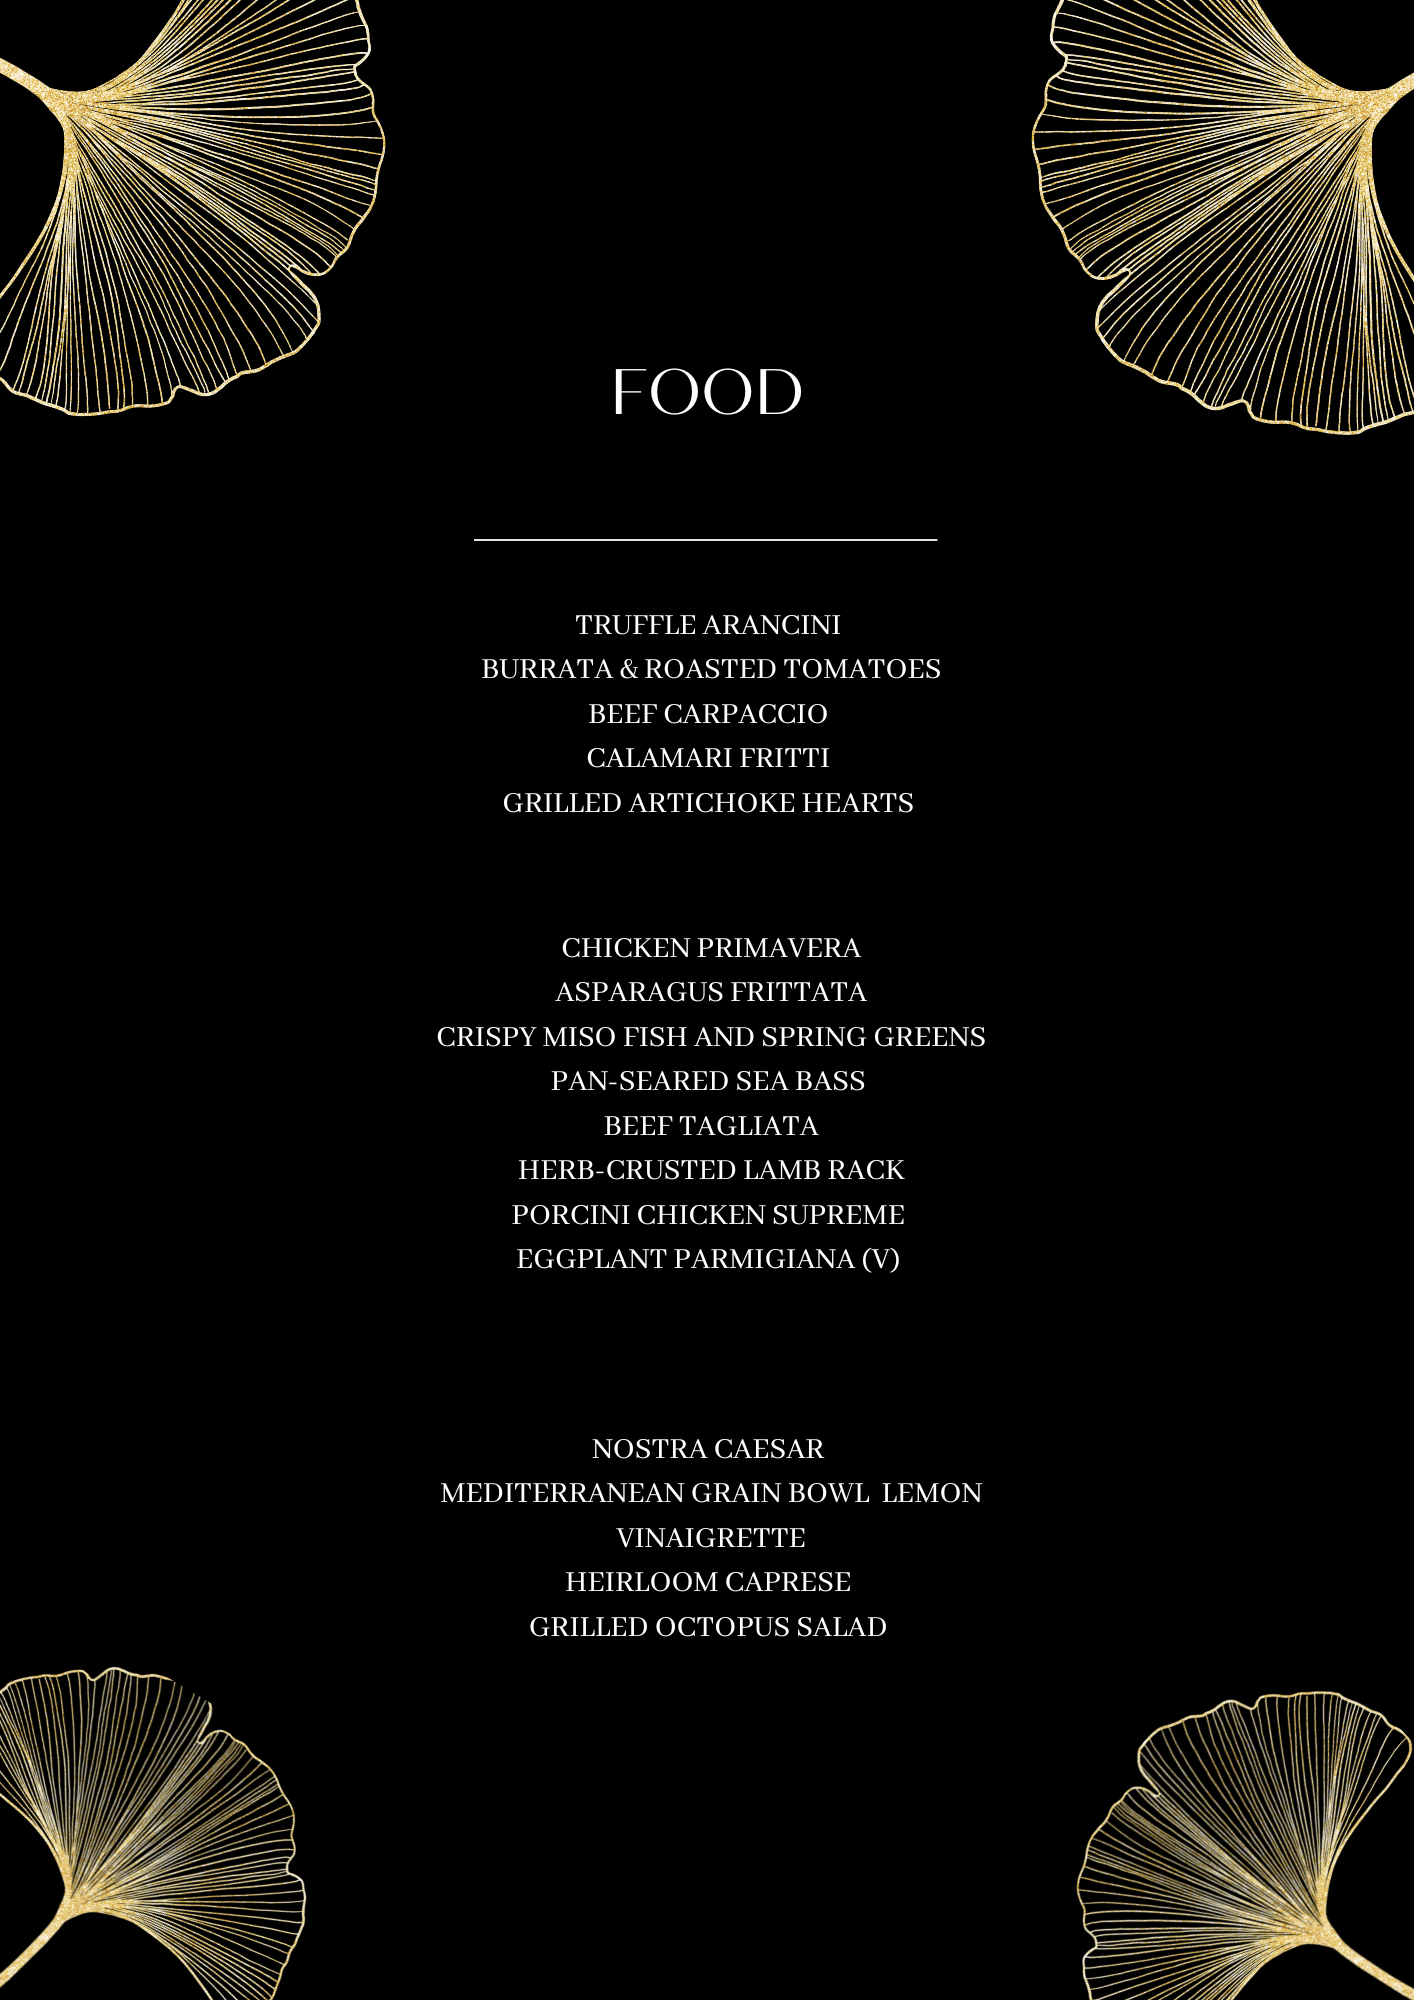 FOOD
TRUFFLE ARANCINI
BURRATA & ROASTED TOMATOES
BEEF CARPACCIO
CALAMARI FRITTI
GRILLED ARTICHOKE HEARTS
CHICKEN PRIMAVERA
ASPARAGUS FRITTATA
CRISPY MISO FISH AND SPRING GREENS
PAN-SEARED SEA BASS
BEEF TAGLIATA
HERB-CRUSTED LAMB RACK
PORCINI CHICKEN SUPREME
EGGPLANT PARMIGIANA (V)
NOSTRA CAESAR
MEDITERRANEAN GRAIN BOWL  LEMON
VINAIGRETTE
HEIRLOOM CAPRESE
GRILLED OCTOPUS SALAD